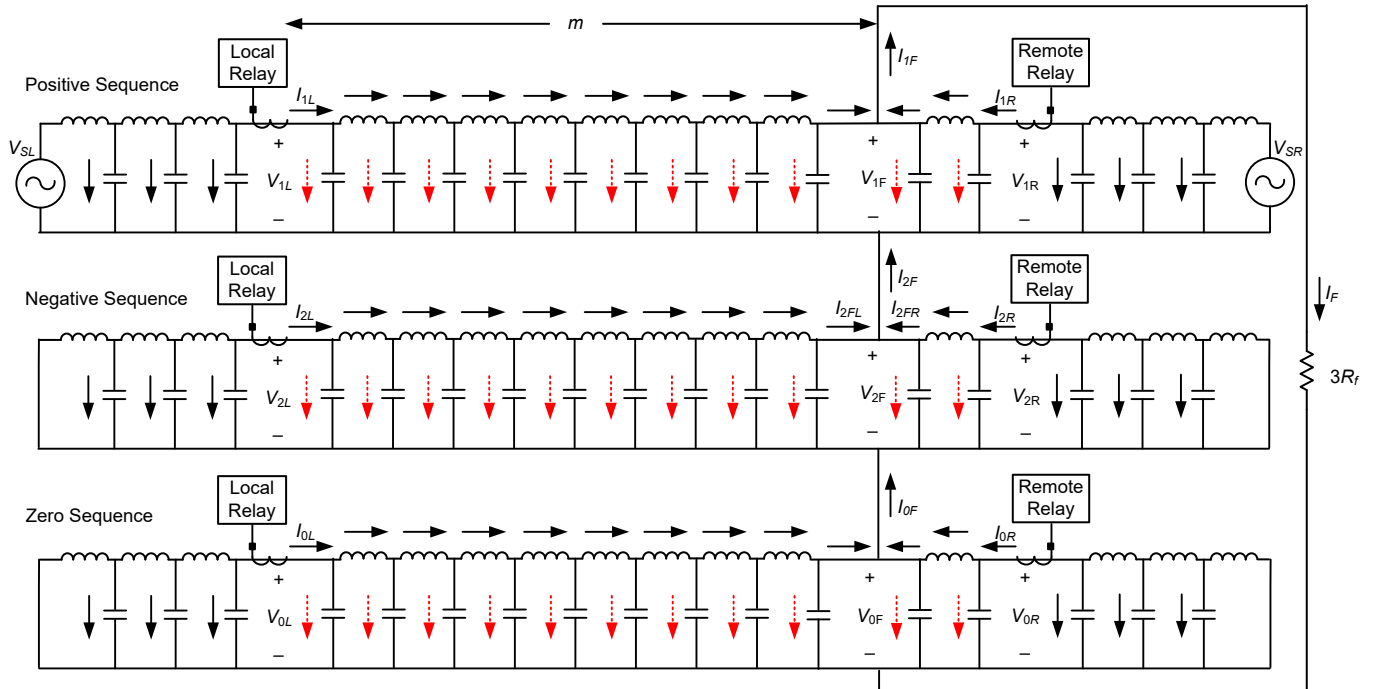 m
Local
Relay
Remote
Relay
I1F
Positive Sequence
I1L
I1R
VSL
VSR
+
+
+
V1L
V1F
V1R
–
–
–
Local
Relay
Remote
Relay
I2F
Negative Sequence
I2L
I2FL
I2FR
I2R
IF
+
+
+
V2L
V2F
V2R
3Rf
–
–
–
Local
Relay
Remote
Relay
I0F
Zero Sequence
I0L
I0R
+
+
+
V0L
V0F
V0R
–
–
–